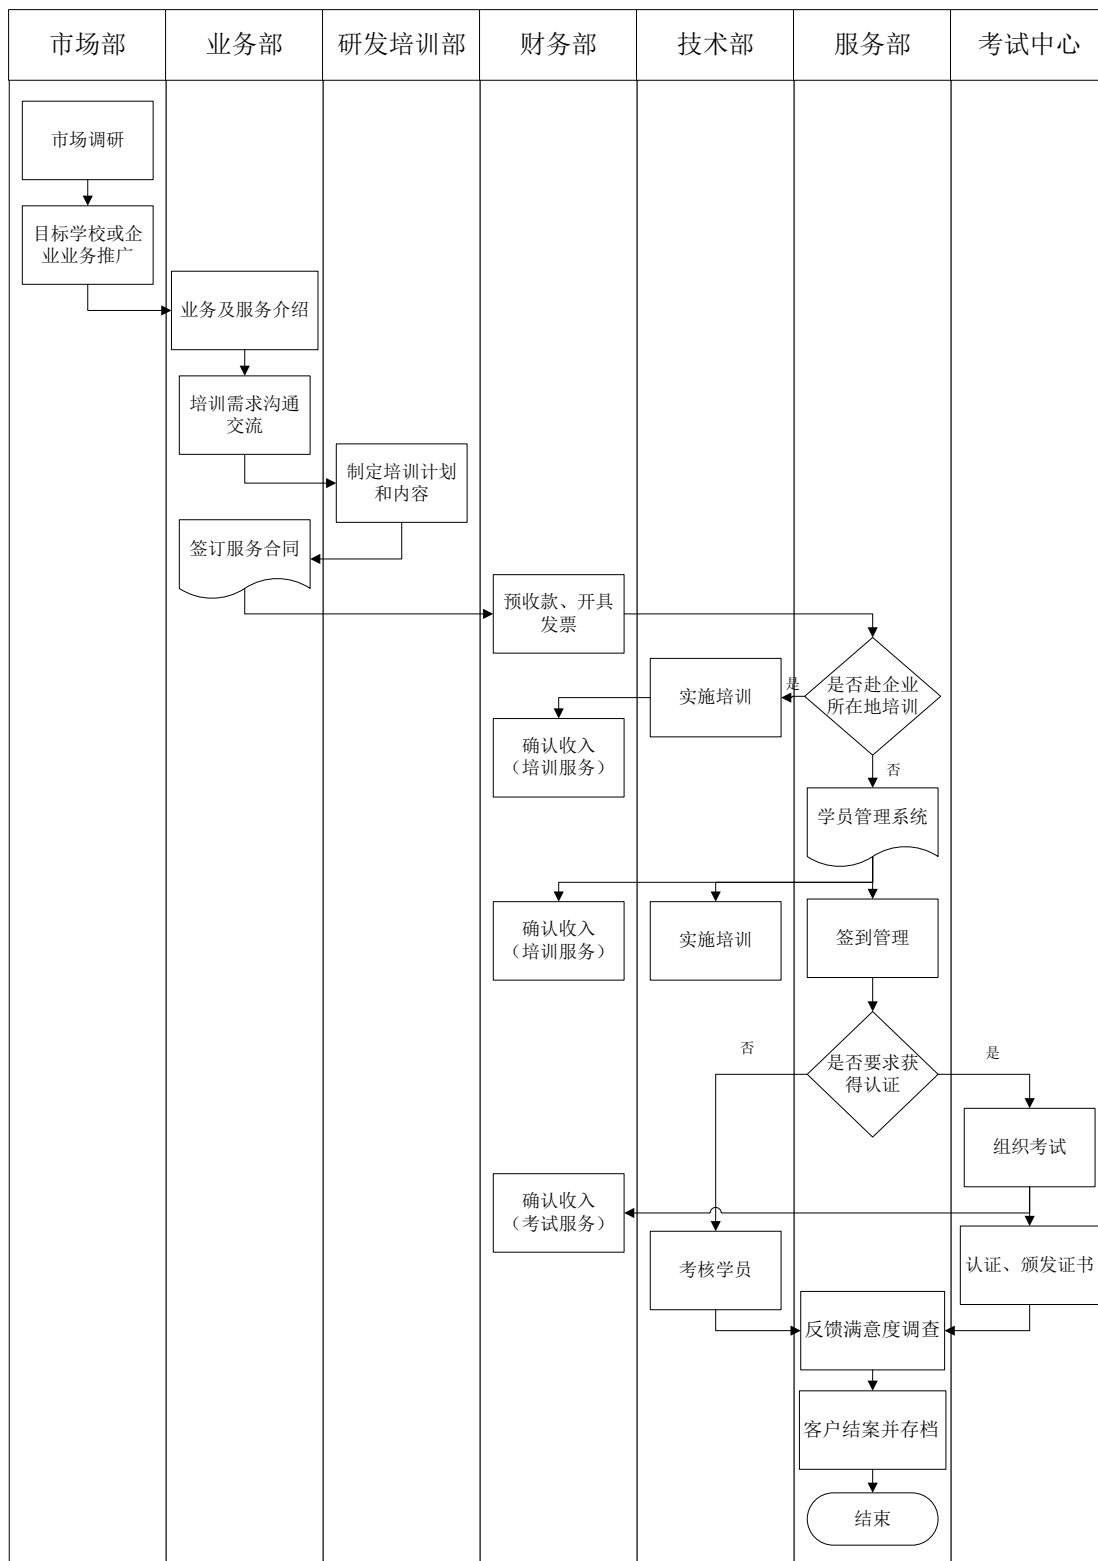 市场部
业务部
研发培训部
财务部
技术部
服务部
考试中心
市场调研
目标学校或企
业业务推广
业务及服务介绍
培训需求沟通
交流
制定培训计划
和内容
签订服务合同
预收款、开具
发票
是否赴企业
所在地培训
是
实施培训
确认收入
（培训服务）
否
学员管理系统
确认收入
（培训服务）
实施培训
签到管理
否
是否要求获
得认证
是
组织考试
确认收入
（考试服务）
考核学员
认证、颁发证书
反馈满意度调查
客户结案并存档
结束